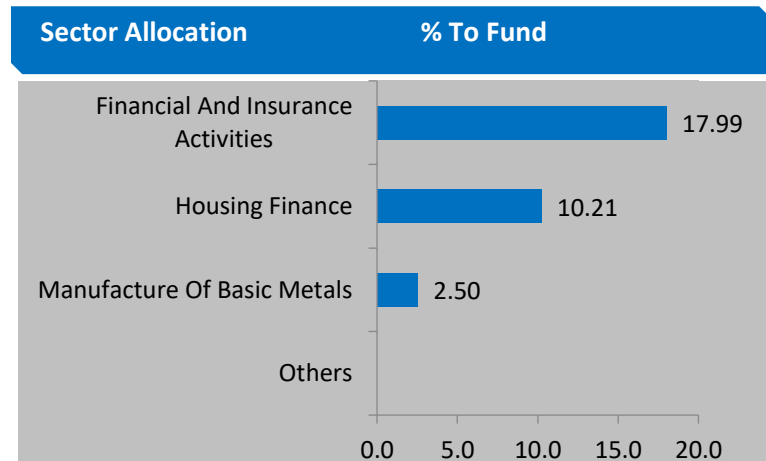 Sector Allocation % To Fund
Financial And Insurance
Activities
17.99
Housing Finance
10.21
Manufacture Of Basic Metals
2.50
Others
0.0 5.0 10.0 15.0 20.0